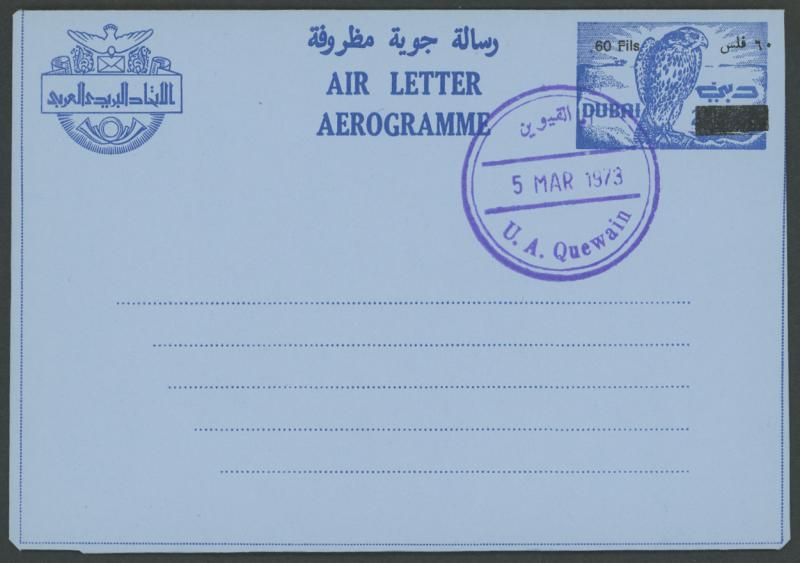 الاتحاد البريدي العربي
رسالة جوية مظروفة
AIR LETTER
AEROGRAMME
60 Fils
٦٠ فلس
دبي
DUBAI
القيوين
5 MAR 1973
U. A. Quewain